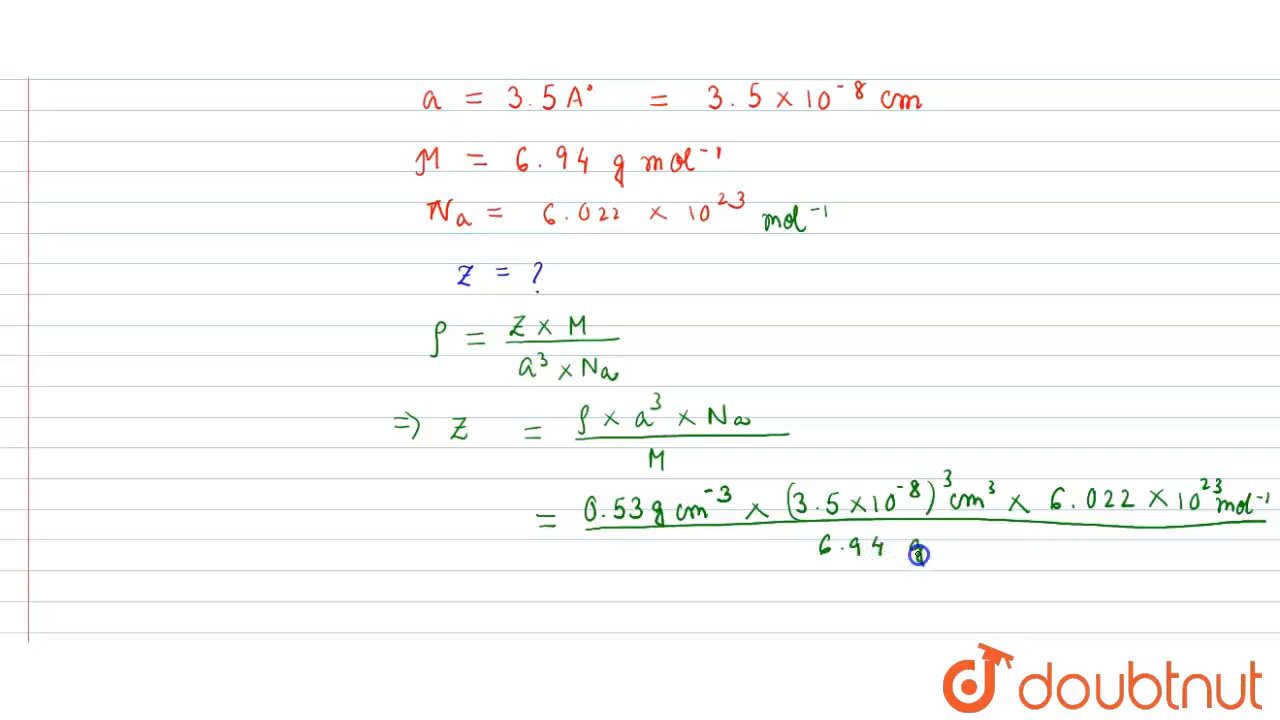 a = 3.5 A° = 3.5 × 10⁻⁸ cm
M = 6.94 g mol⁻¹
Na = 6.022 × 10²³ mol⁻¹
Z = ?
ρ = Z × M / a³ × Na
⇒ Z = ρ × a³ × Na / M
= 0.53 g cm⁻³ × (3.5 × 10⁻⁸)³ cm³ × 6.022 × 10²³ mol⁻¹ / 6.94 g
doubtnut